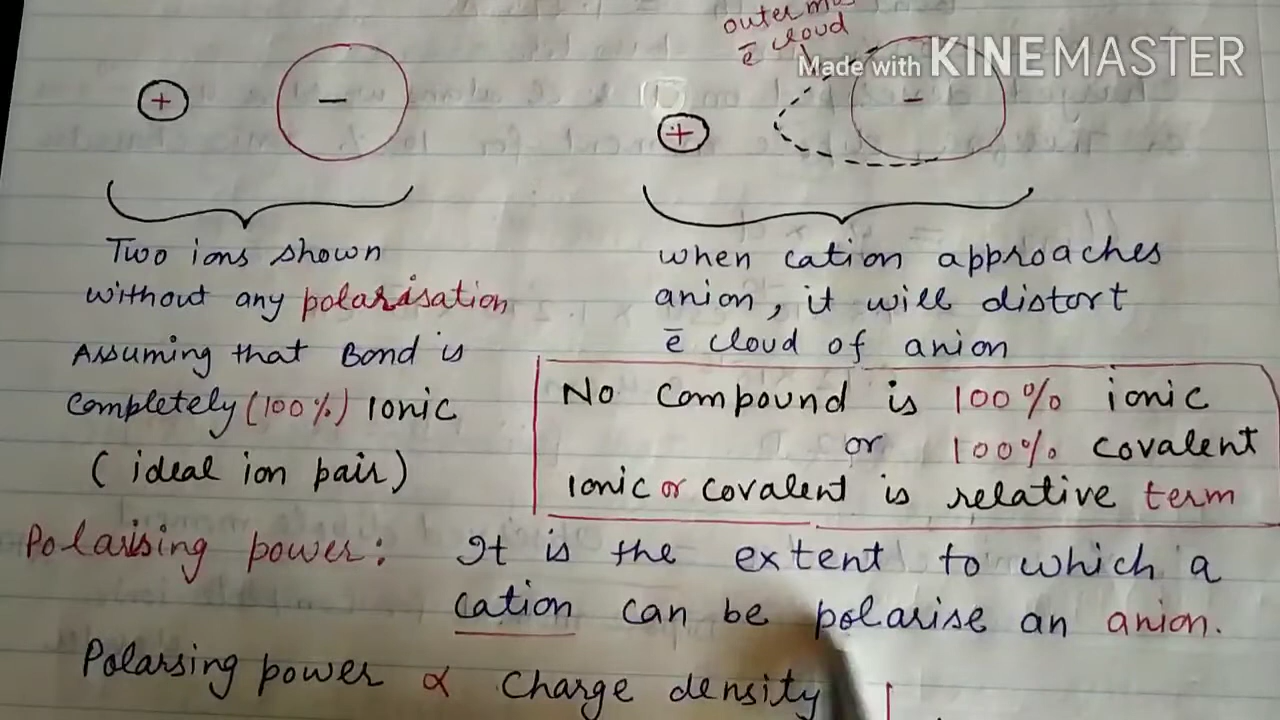 outer
ē cloud
Made with KINEMASTER
+
−
+
−
Two ions shown
without any polarisation
Assuming that Bond is
completely (100%) Ionic
( ideal ion pair)
when cation approaches
anion, it will distort
ē cloud of anion
No compound is 100% ionic
or 100% covalent
Ionic or covalent is relative term
Polarising power: It is the extent to which a
cation can be polarise an anion.
Polarsing power ∝ Charge density